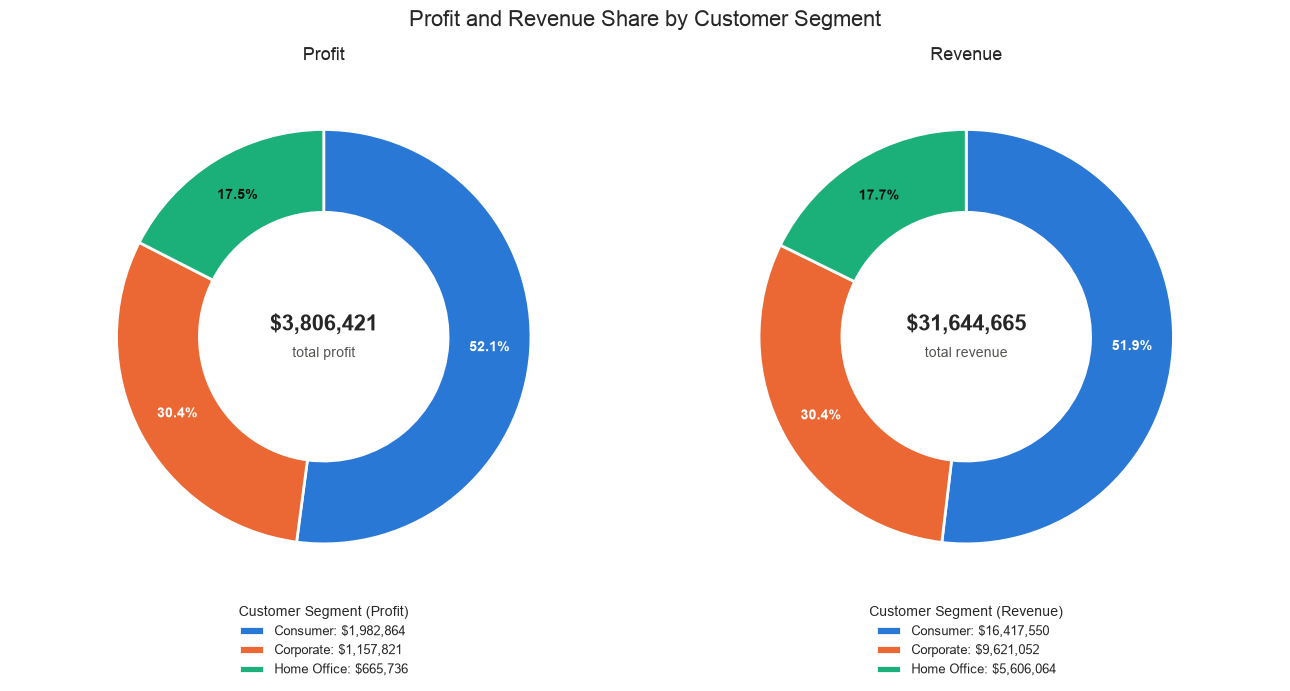 Profit and Revenue Share by Customer Segment
Profit
17.5%
$3,806,421
total profit
52.1%
30.4%
Customer Segment (Profit)
Consumer: $1,982,864
Corporate: $1,157,821
Home Office: $665,736
Revenue
17.7%
$31,644,665
total revenue
51.9%
30.4%
Customer Segment (Revenue)
Consumer: $16,417,550
Corporate: $9,621,052
Home Office: $5,606,064